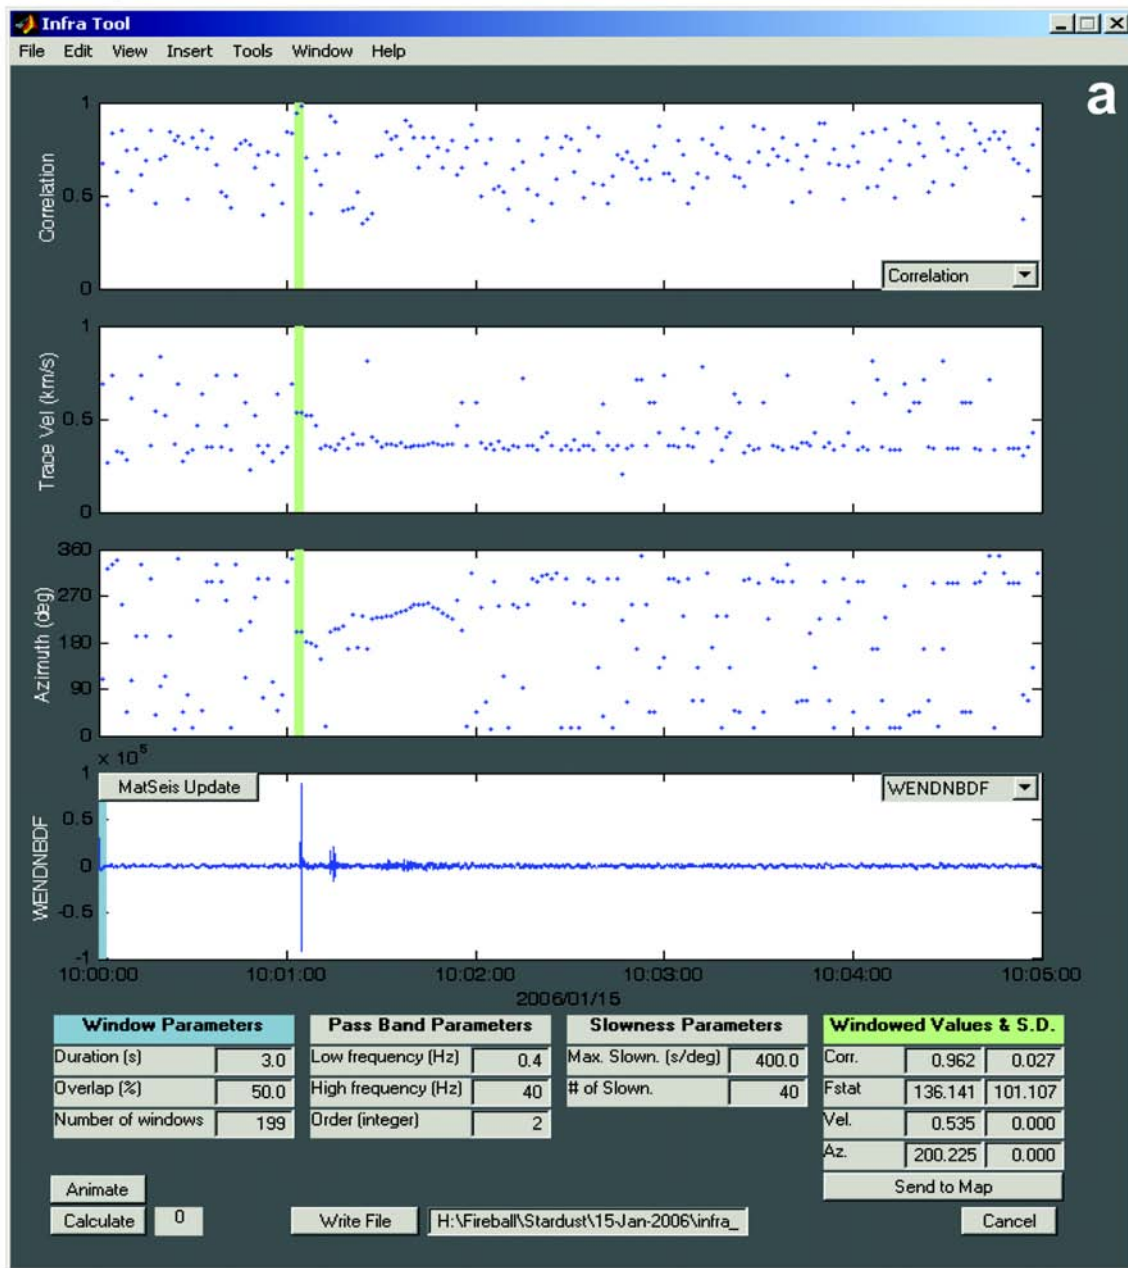 Infra Tool
File Edit View Insert Tools Window Help
a
1
0.5
0
Correlation
Correlation
1
0.5
0
Trace Vel (km/s)
360
270
180
90
0
Azimuth (deg)
× 10^5
1
0.5
0
-0.5
-1
WENDNBDF
MatSeis Update
WENDNBDF
10:00:00 10:01:00 10:02:00 10:03:00 10:04:00 10:05:00
2006/01/15
Window Parameters
Duration (s) 3.0
Overlap (%) 50.0
Number of windows 199
Pass Band Parameters
Low frequency (Hz) 0.4
High frequency (Hz) 40
Order (integer) 2
Slowness Parameters
Max. Slown. (s/deg) 400.0
# of Slown. 40
Windowed Values & S.D.
Corr. 0.962 0.027
Fstat 136.141 101.107
Vel. 0.535 0.000
Az. 200.225 0.000
Send to Map
Animate
Calculate 0
Write File H:\Fireball\Stardust\15-Jan-2006\infra_
Cancel